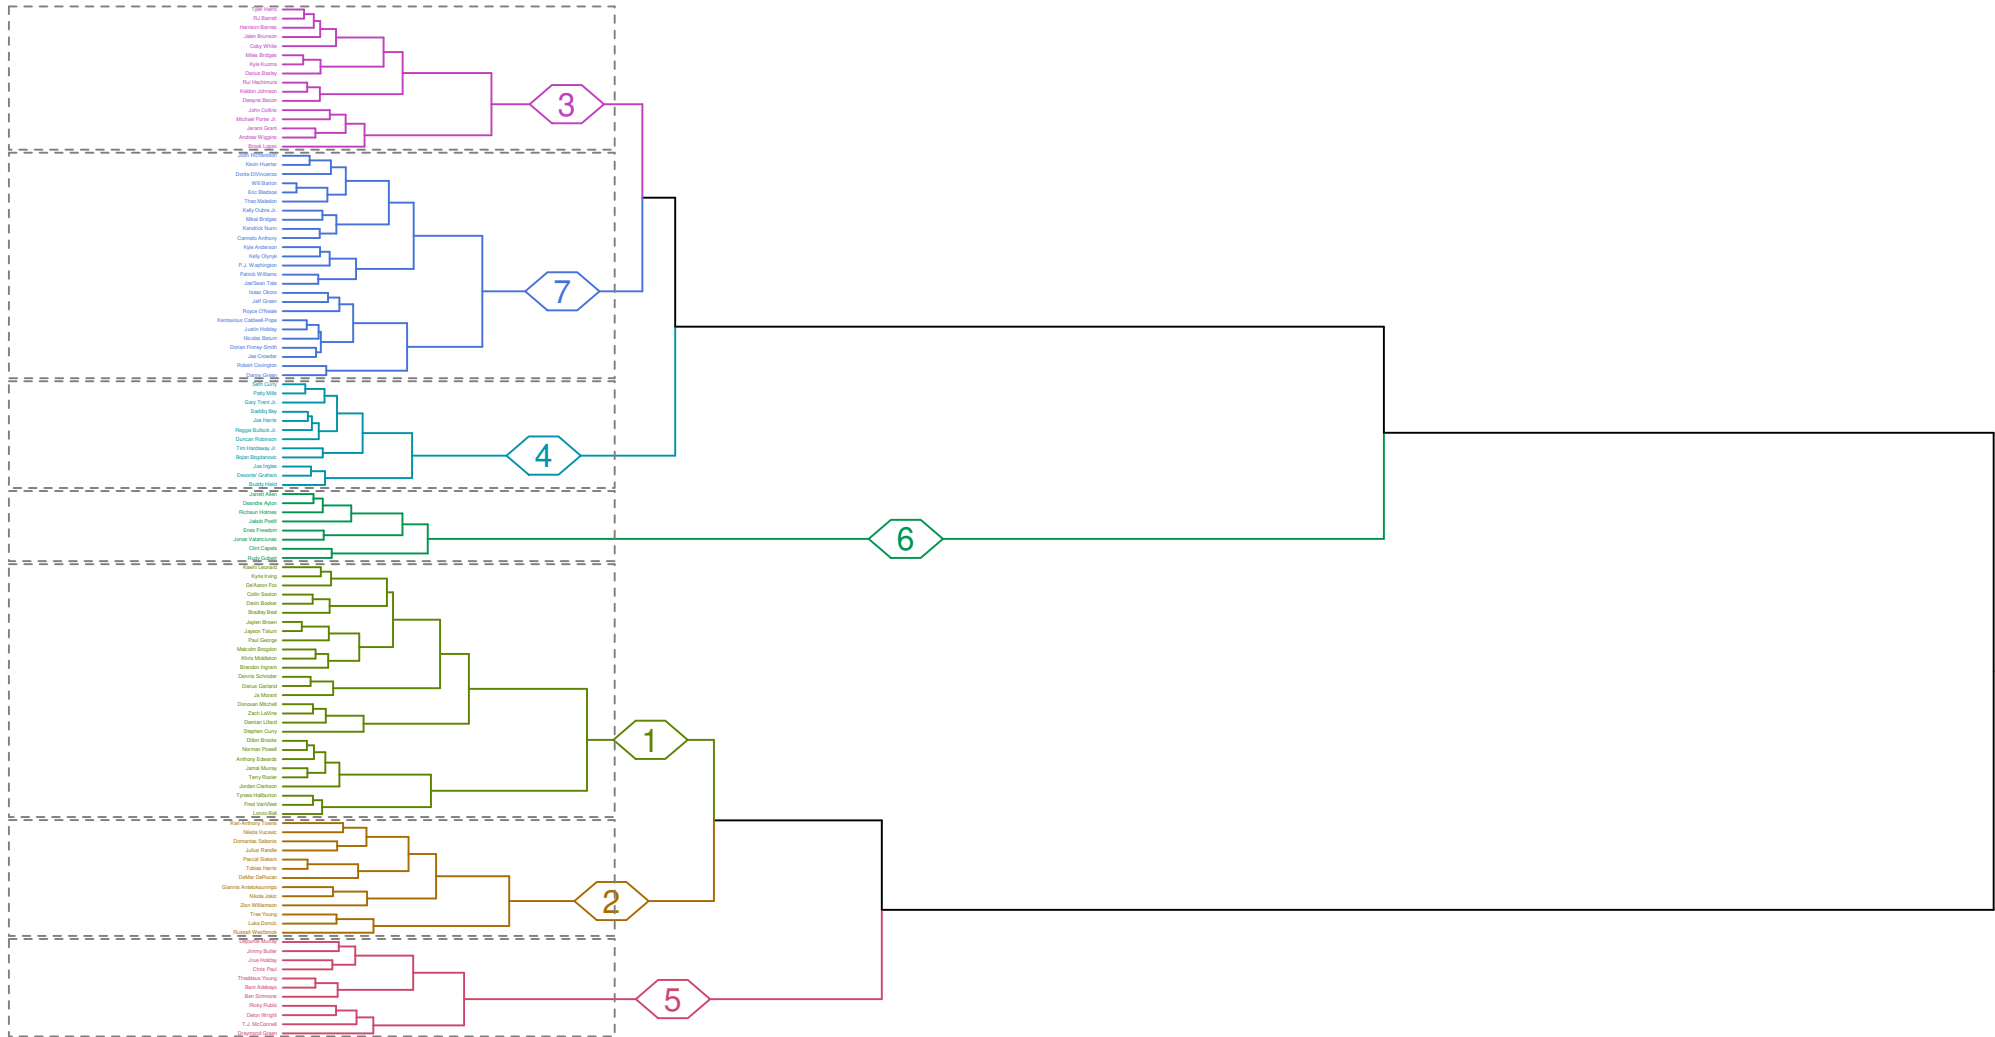 Tyler Herro
RJ Barrett
Harrison Barnes
Jalen Brunson
Coby White
Miles Bridges
Kyle Kuzma
Darius Bazley
Rui Hachimura
Keldon Johnson
Dwayne Bacon
3
John Collins
Michael Porter Jr.
Jerami Grant
Andrew Wiggins
Brook Lopez
Josh Richardson
Kevin Huerter
Donte DiVincenzo
Will Barton
Eric Bledsoe
Theo Maledon
Kelly Oubre Jr.
Mikal Bridges
Kendrick Nunn
Carmelo Anthony
Kyle Anderson
Kelly Olynyk
P.J. Washington
Patrick Williams
Jae'Sean Tate
7
Isaac Okoro
Jeff Green
Royce O'Neale
Kentavious Caldwell-Pope
Justin Holiday
Nicolas Batum
Dorian Finney-Smith
Jae Crowder
Robert Covington
Danny Green
Seth Curry
Patty Mills
Gary Trent Jr.
Saddiq Bey
Joe Harris
Reggie Bullock Jr.
Duncan Robinson
Tim Hardaway Jr.
Bojan Bogdanovic
4
Joe Ingles
Devonte' Graham
Buddy Hield
Jarrett Allen
Deandre Ayton
Richaun Holmes
Jakob Poeltl
Enes Freedom
Jonas Valanciunas
6
Clint Capela
Rudy Gobert
Kawhi Leonard
Kyrie Irving
De'Aaron Fox
Collin Sexton
Devin Booker
Bradley Beal
Jaylen Brown
Jayson Tatum
Paul George
Malcolm Brogdon
Khris Middleton
Brandon Ingram
Dennis Schroder
Darius Garland
Ja Morant
Donovan Mitchell
Zach LaVine
Damian Lillard
Stephen Curry
Dillon Brooks
1
Norman Powell
Anthony Edwards
Jamal Murray
Terry Rozier
Jordan Clarkson
Tyrese Haliburton
Fred VanVleet
Lonzo Ball
Karl-Anthony Towns
Nikola Vucevic
Domantas Sabonis
Julius Randle
Pascal Siakam
Tobias Harris
DeMar DeRozan
Giannis Antetokounmpo
Nikola Jokic
2
Zion Williamson
Trae Young
Luka Doncic
Russell Westbrook
Dejounte Murray
Jimmy Butler
Jrue Holiday
Chris Paul
Thaddeus Young
Bam Adebayo
Ben Simmons
5
Ricky Rubio
Delon Wright
T.J. McConnell
Draymond Green